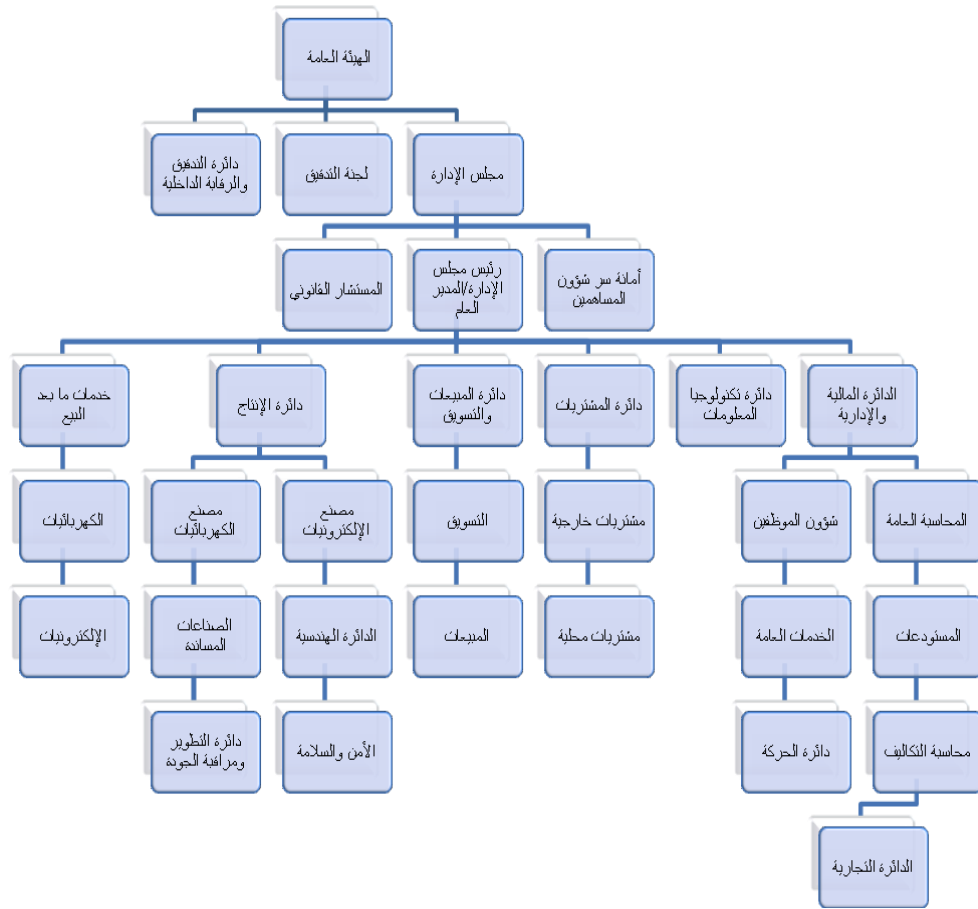 الهيئة العامة
مجلس الإدارة
لجنة التدقيق
دائرة التدقيق
والرقابة الداخلية
أمانة سر شؤون
المساهمين
رئيس مجلس
الإدارة/المدير
العام
المستشار القانوني
الدائرة المالية
والإدارية
دائرة تكنولوجيا
المعلومات
دائرة المشتريات
دائرة المبيعات
والتسويق
دائرة الإنتاج
خدمات ما بعد
البيع
المحاسبة العامة
شؤون الموظفين
مشتريات خارجية
التسويق
مصنع
الإلكترونيات
مصنع
الكهربائيات
الكهربائيات
المستودعات
الخدمات العامة
مشتريات محلية
المبيعات
الدائرة الهندسية
الصناعات
المساندة
الإلكترونيات
محاسبة التكاليف
دائرة الحركة
الأمن والسلامة
دائرة التطوير
ومراقبة الجودة
الدائرة التجارية